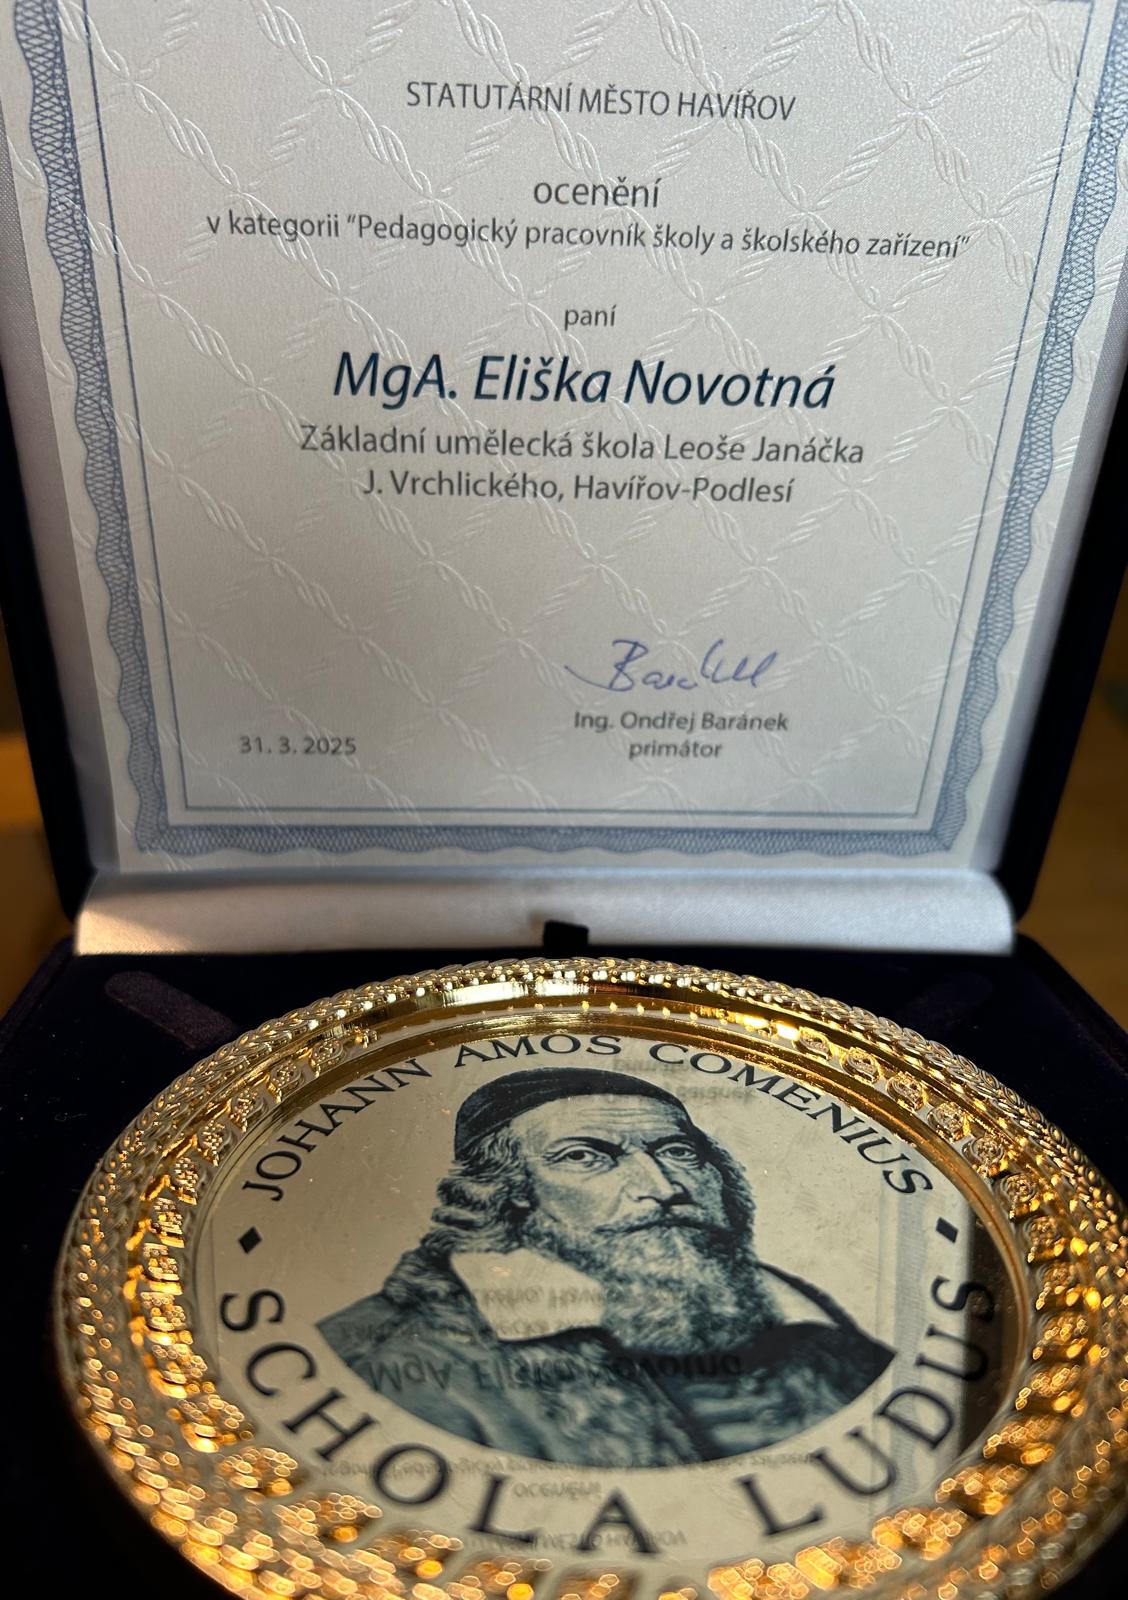 STATUTÁRNÍ MĚSTO HAVÍŘOV
ocenění
v kategorii "Pedagogický pracovník školy a školského zařízení"
paní
MgA. Eliška Novotná
Základní umělecká škola Leoše Janáčka
J. Vrchlického, Havířov-Podlesí
Ing. Ondřej Baránek
31. 3. 2025
primátor
JOHANN AMOS COMENIUS
SCHOLA LUDUS